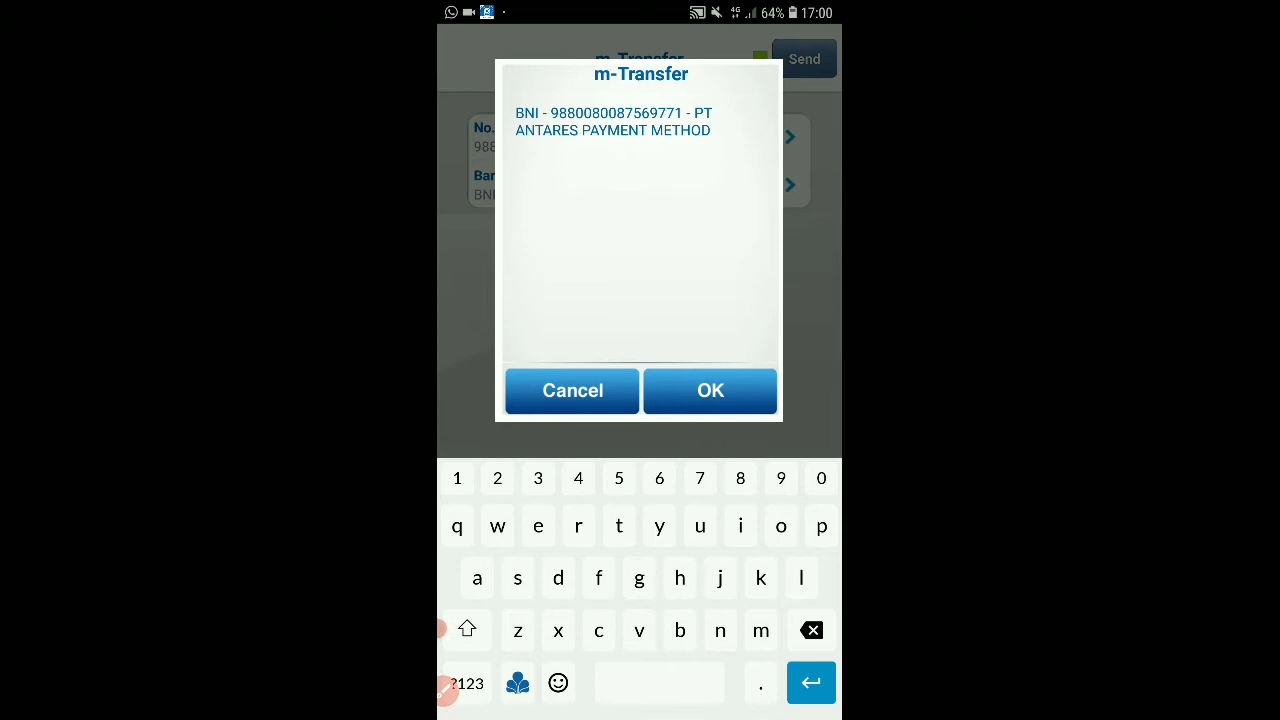 64% 17:00
4G
m-Transfer
Send
m-Transfer
BNI - 9880080087569771 - PT
ANTARES PAYMENT METHOD
No.
988
Ban
BNI
Cancel OK
1 2 3 4 5 6 7 8 9 0
q w e r t y u i o p
a s d f g h j k l
z x c v b n m
?123 .